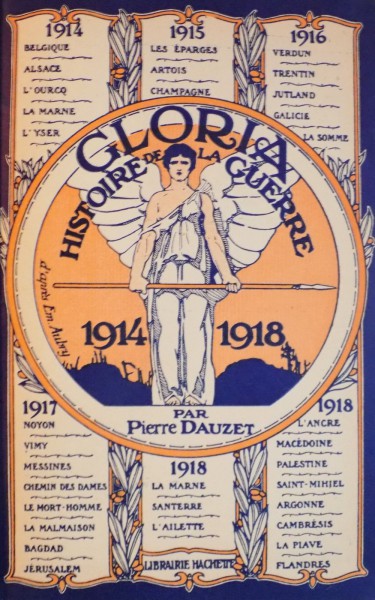 1914
BELGIQUE
ALSACE
L'OURCQ
LA MARNE
L'YSER
1915
LES ÉPARGES
ARTOIS
CHAMPAGNE
1916
VERDUN
TRENTIN
JUTLAND
GALICIE
LA SOMME
GLORIA
HISTOIRE DE LA GUERRE
1914 1918
d'après Em Aubry
PAR
Pierre DAUZET
1917
NOYON
VIMY
MESSINES
CHEMIN DES DAMES
LE MORT-HOMME
LA MALMAISON
BAGDAD
JÉRUSALEM
1918
LA MARNE
SANTERRE
L'AILETTE
LIBRAIRIE HACHETTE
1918
L'ANCRE
MACÉDOINE
PALESTINE
SAINT-MIHIEL
ARGONNE
CAMBRÉSIS
LA PIAVE
FLANDRES